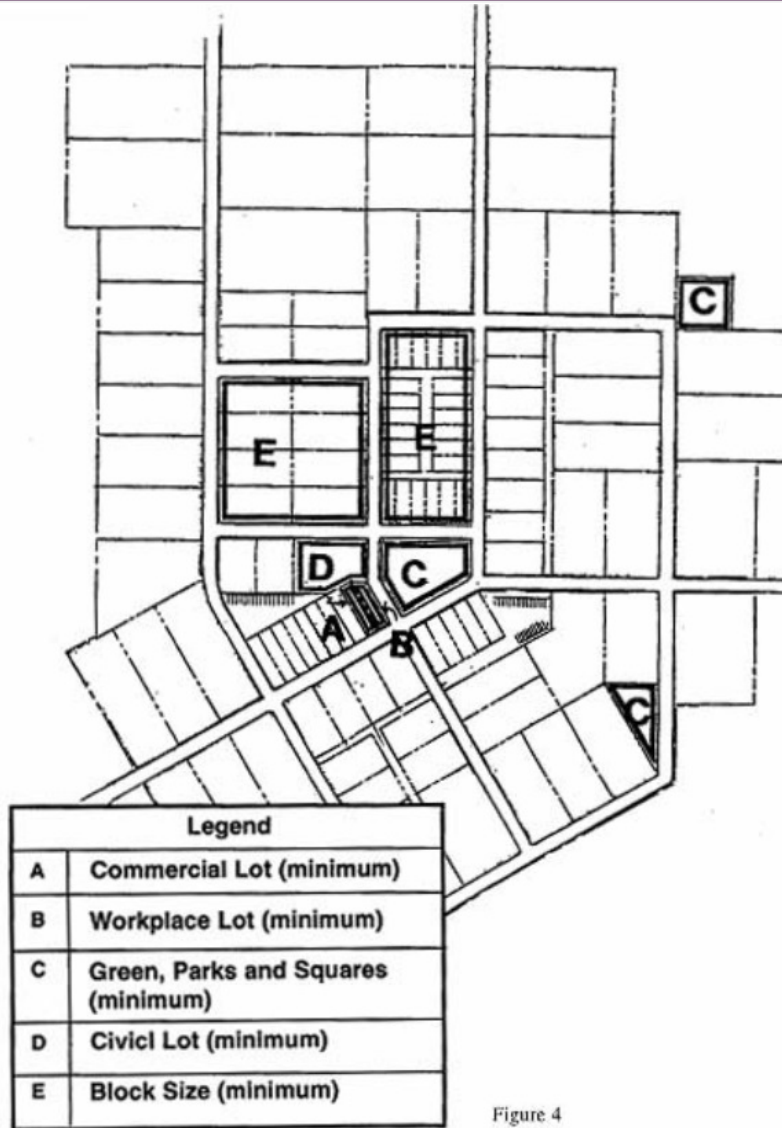 C
E
E
D
C
A
B
C
Legend
A Commercial Lot (minimum)
B Workplace Lot (minimum)
C Green, Parks and Squares
(minimum)
D Civicl Lot (minimum)
E Block Size (minimum)
Figure 4